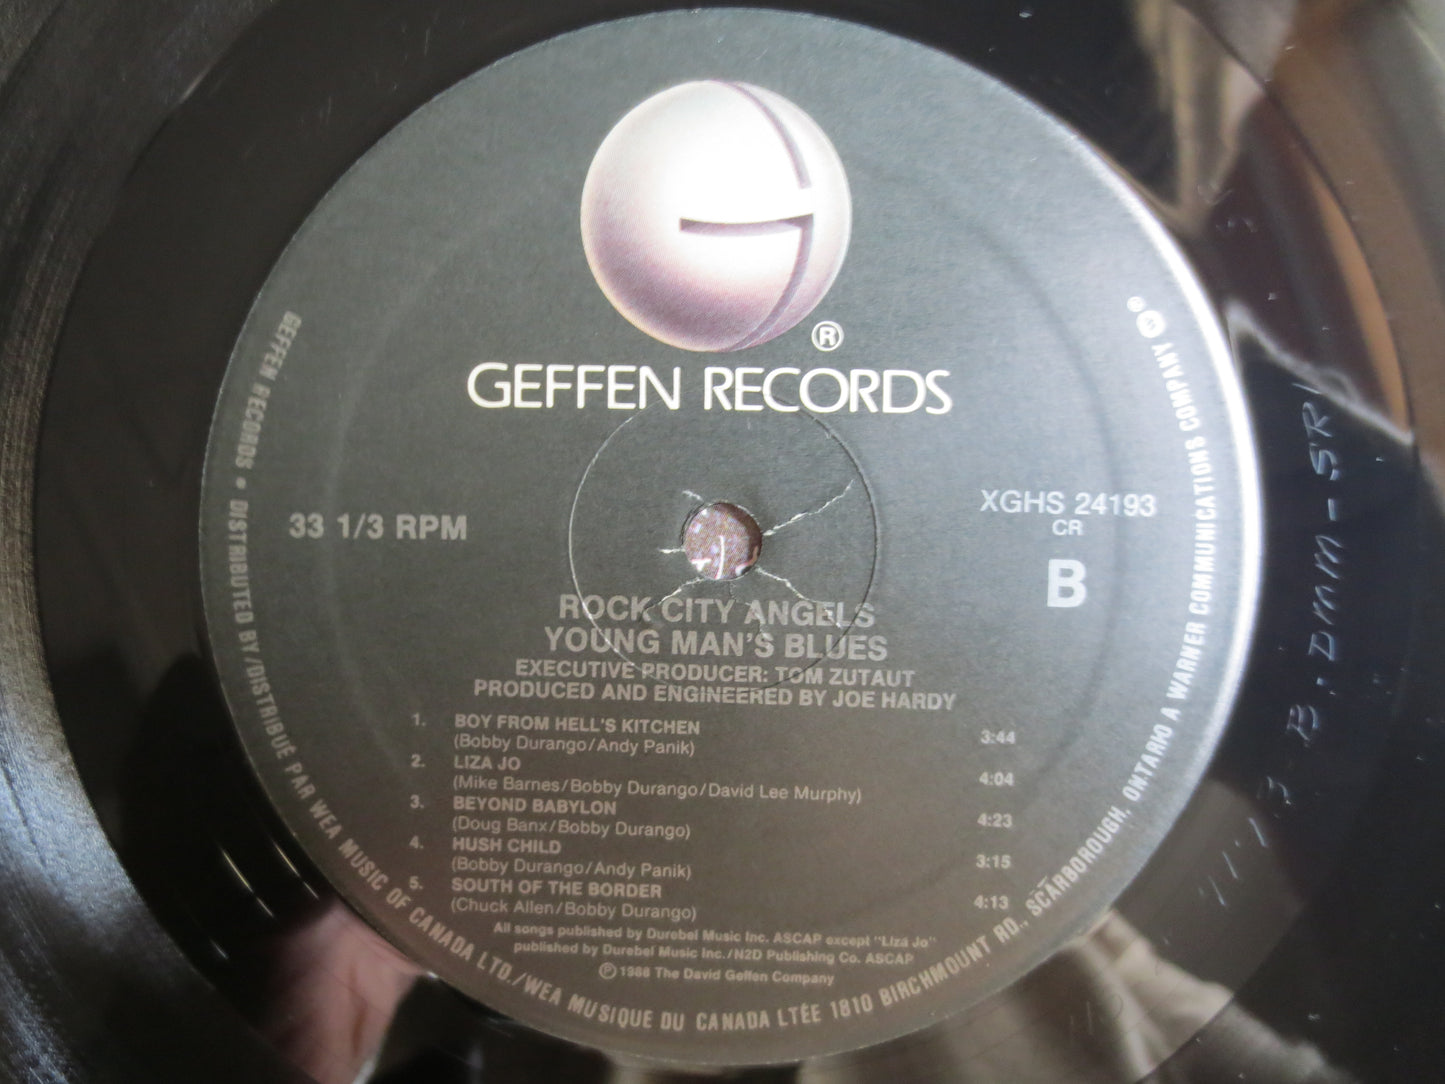 ®
GEFFEN RECORDS
33 1/3 RPM
XGHS 24193
CR
B
ROCK CITY ANGELS
YOUNG MAN'S BLUES
EXECUTIVE PRODUCER: TOM ZUTAUT
PRODUCED AND ENGINEERED BY JOE HARDY
1. BOY FROM HELL'S KITCHEN 3:44
(Bobby Durango/Andy Panik)
2. LIZA JO 4:04
(Mike Barnes/Bobby Durango/David Lee Murphy)
3. BEYOND BABYLON 4:23
(Doug Banx/Bobby Durango)
4. HUSH CHILD 3:15
(Bobby Durango/Andy Panik)
5. SOUTH OF THE BORDER 4:13
(Chuck Allen/Bobby Durango)
All songs published by Durebel Music Inc. ASCAP except "Liza Jo"
published by Durebel Music Inc./N2D Publishing Co. ASCAP
℗ 1988 The David Geffen Company
GEFFEN RECORDS • DISTRIBUTED BY/DISTRIBUÉ PAR WEA MUSIC OF CANADA LTD./WEA MUSIQUE DU CANADA LTÉE 1810 BIRCHMOUNT RD., SCARBOROUGH, ONTARIO A WARNER COMMUNICATIONS COMPANY